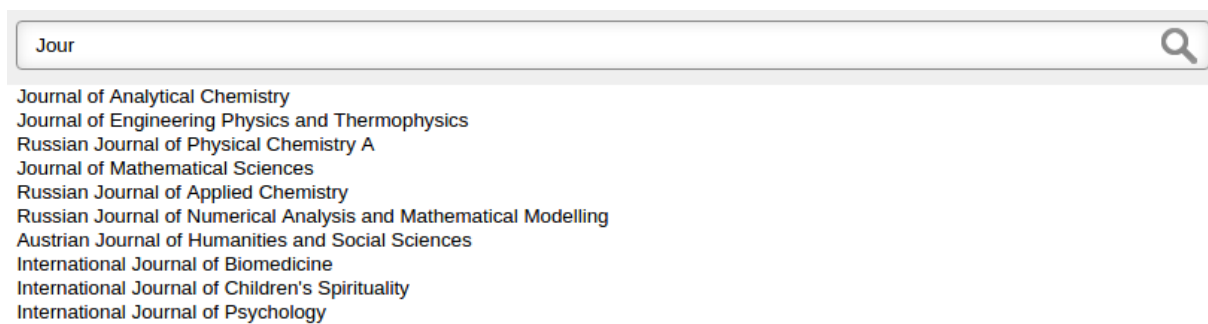 Jour
Journal of Analytical Chemistry
Journal of Engineering Physics and Thermophysics
Russian Journal of Physical Chemistry A
Journal of Mathematical Sciences
Russian Journal of Applied Chemistry
Russian Journal of Numerical Analysis and Mathematical Modelling
Austrian Journal of Humanities and Social Sciences
International Journal of Biomedicine
International Journal of Children's Spirituality
International Journal of Psychology